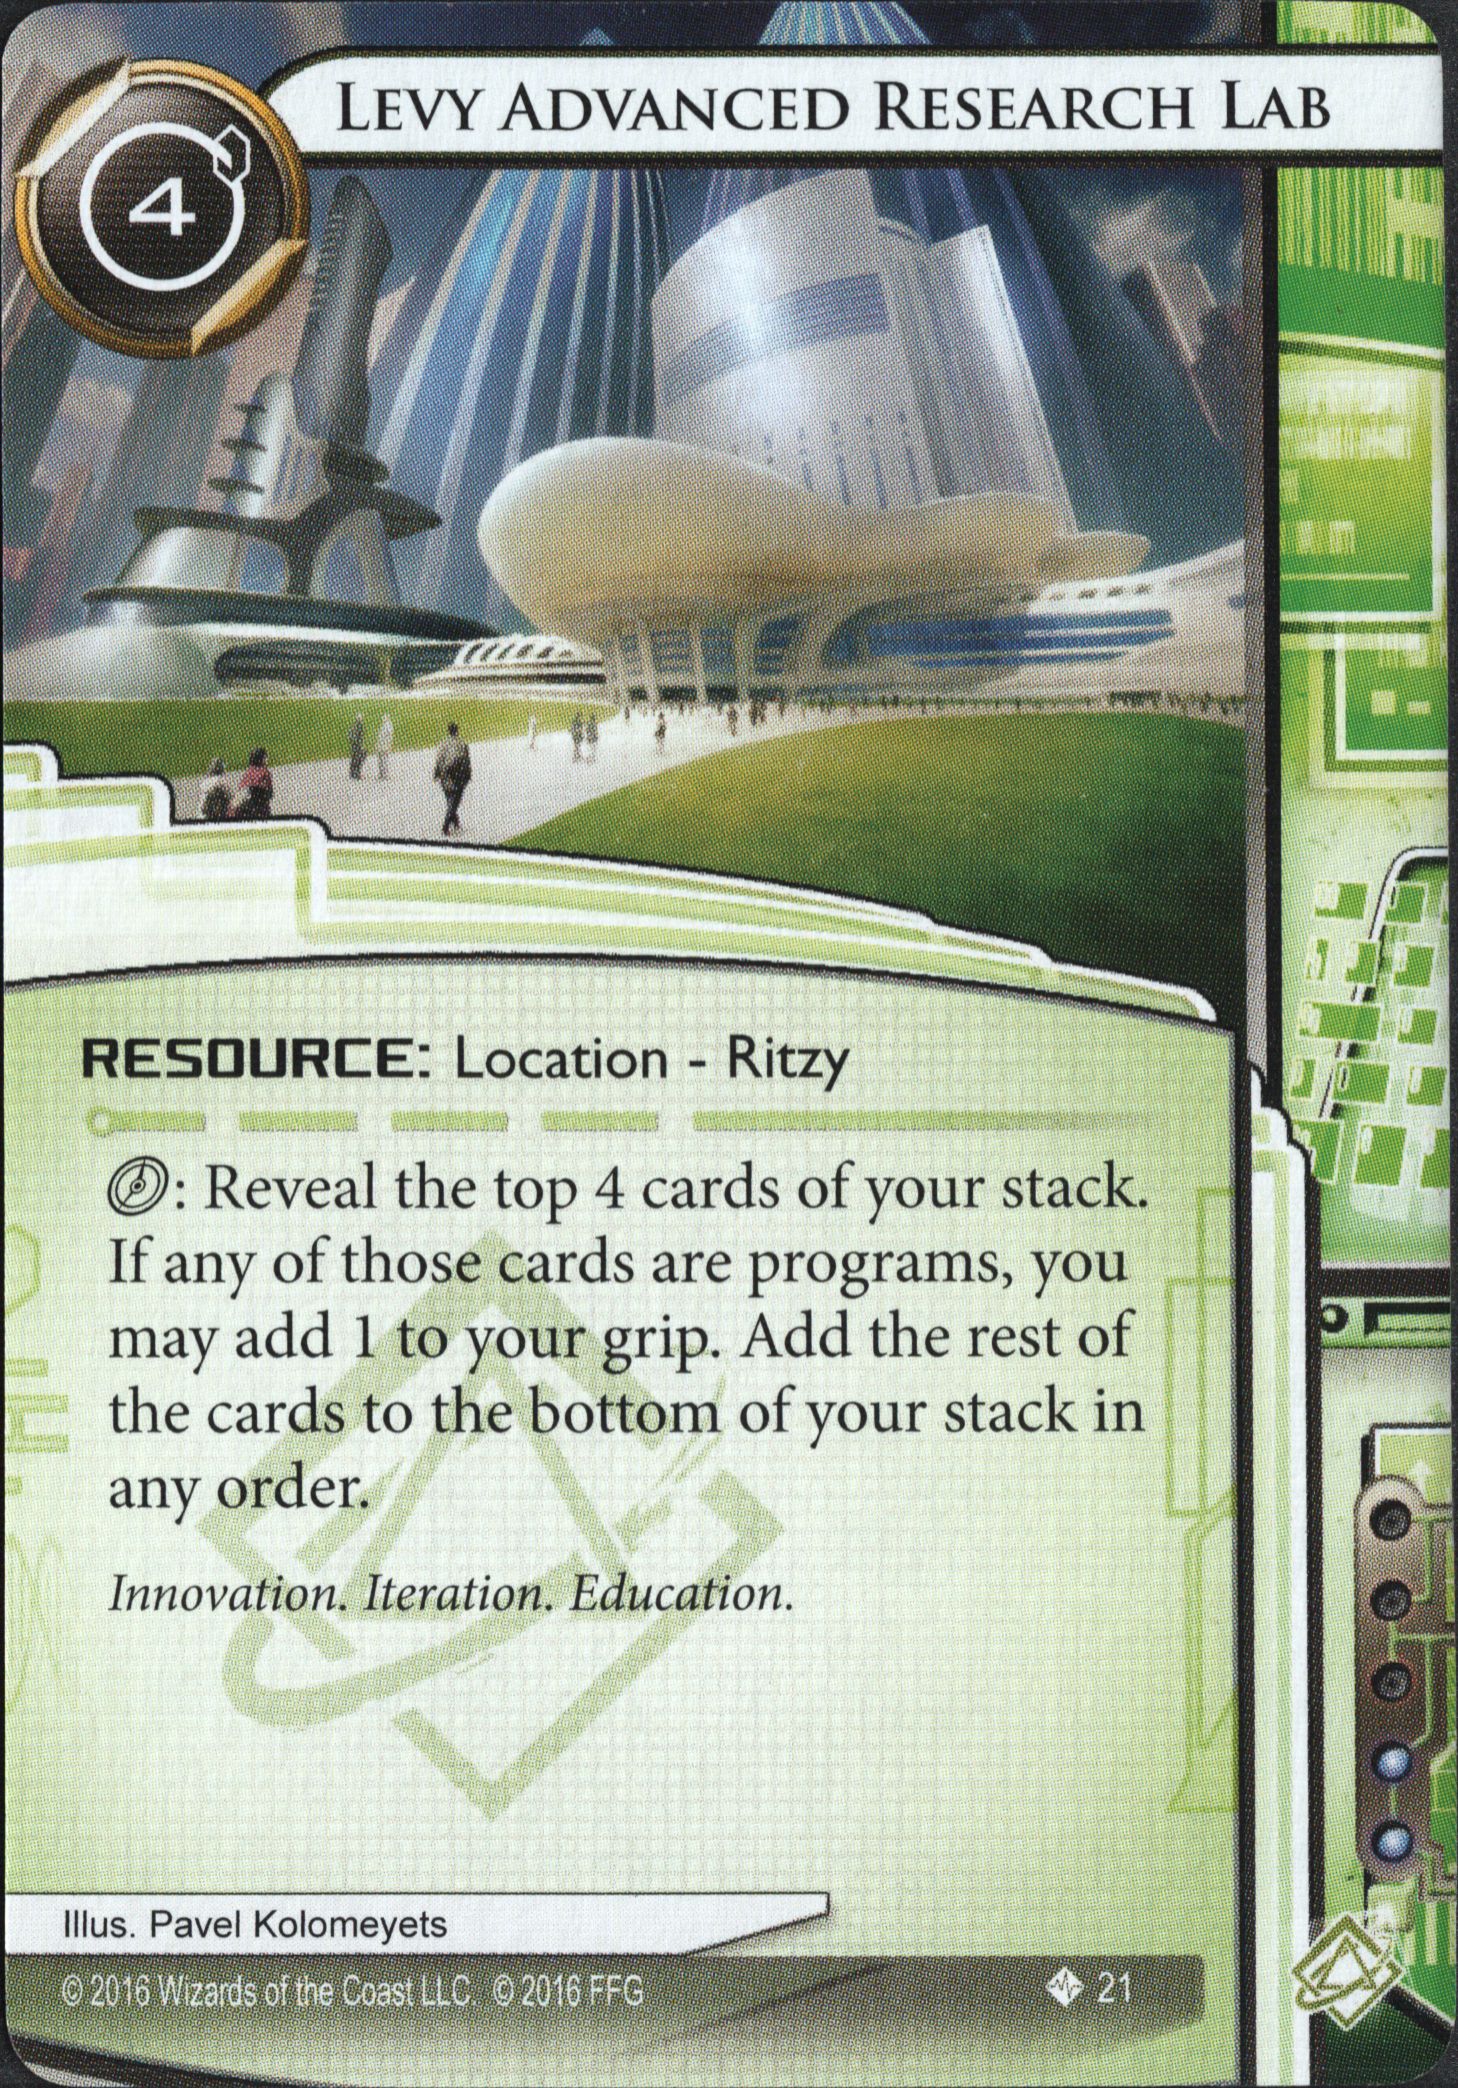 Levy Advanced Research Lab
4
RESOURCE: Location - Ritzy
: Reveal the top 4 cards of your stack.
If any of those cards are programs, you
may add 1 to your grip. Add the rest of
the cards to the bottom of your stack in
any order.
Innovation. Iteration. Education.
Illus. Pavel Kolomeyets
© 2016 Wizards of the Coast LLC. © 2016 FFG
21